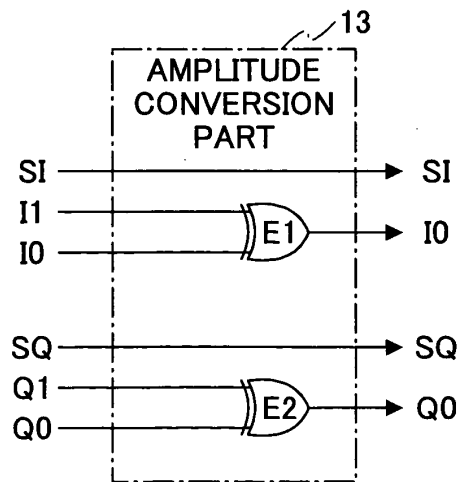 13
AMPLITUDE
CONVERSION
PART
SI SI
I1
I0 E1 I0
SQ SQ
Q1
Q0 E2 Q0